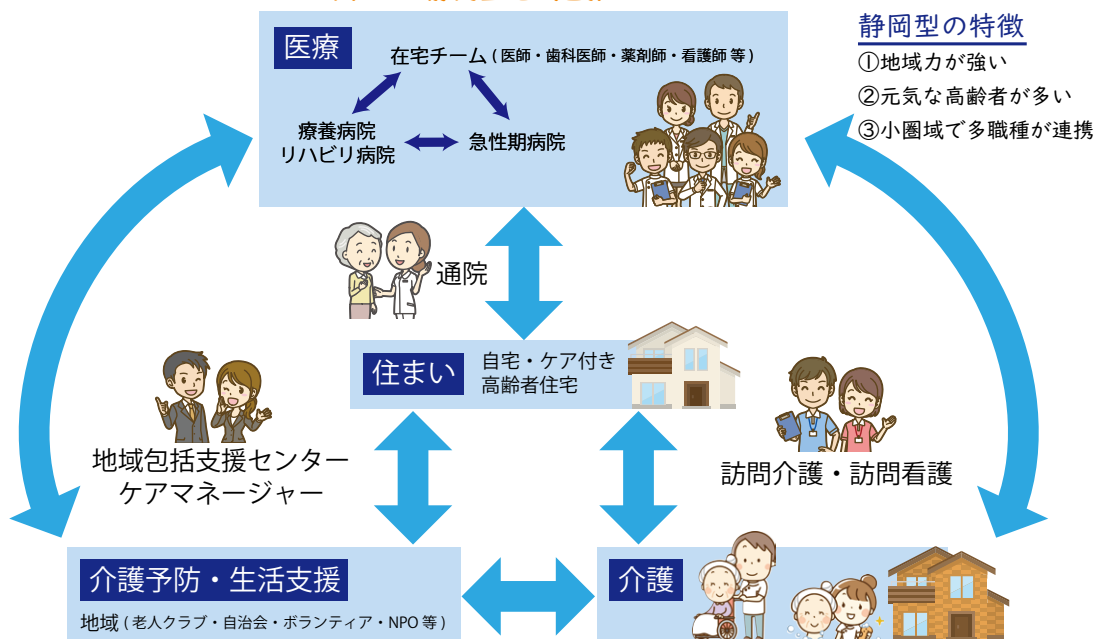 医療
在宅チーム ( 医師・歯科医師・薬剤師・看護師 等 )
療養病院
リハビリ病院
急性期病院
静岡型の特徴
①地域力が強い
②元気な高齢者が多い
③小圏域で多職種が連携
通院
住まい
自宅・ケア付き
高齢者住宅
地域包括支援センター
ケアマネージャー
訪問介護・訪問看護
介護予防・生活支援
地域 ( 老人クラブ・自治会・ボランティア・NPO 等 )
介護